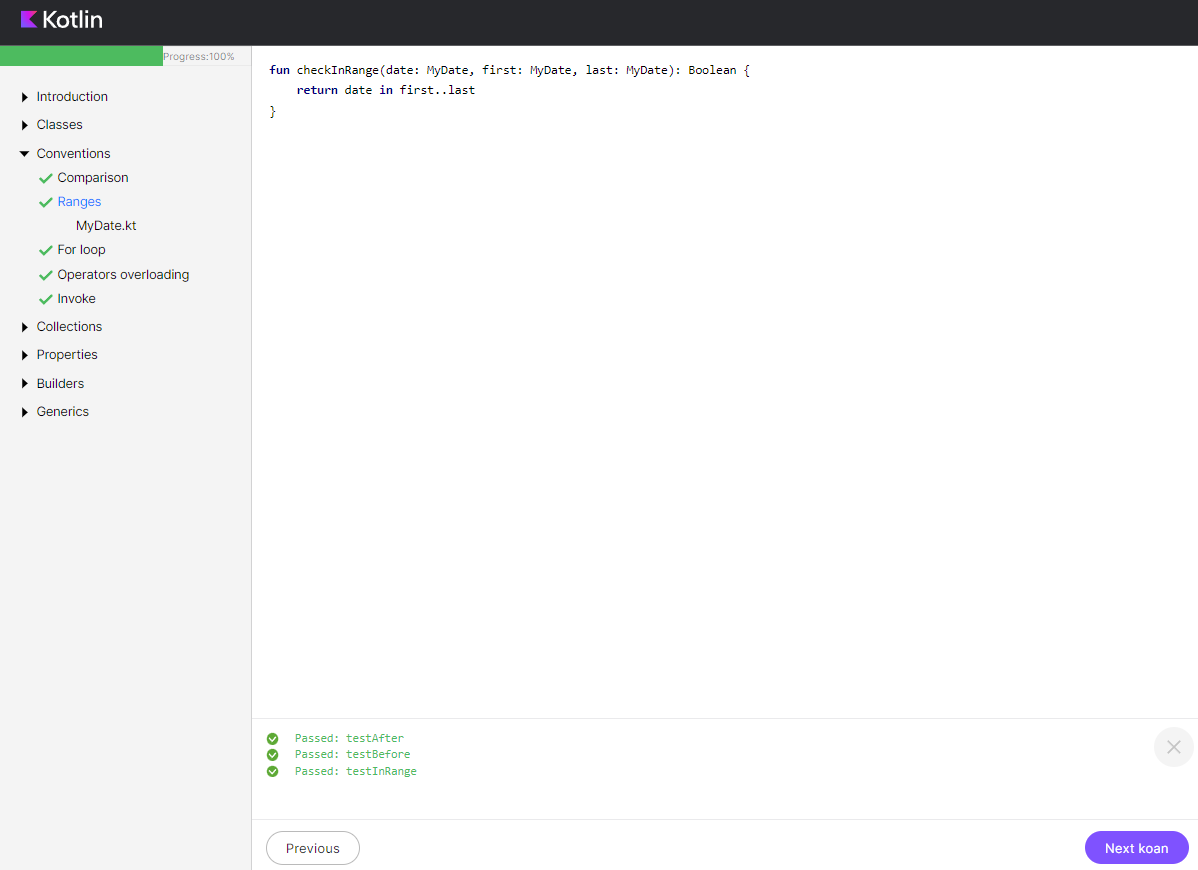 Kotlin
Progress:100%
Introduction
Classes
Conventions
Comparison
Ranges
MyDate.kt
For loop
Operators overloading
Invoke
Collections
Properties
Builders
Generics
fun checkInRange(date: MyDate, first: MyDate, last: MyDate): Boolean {
    return date in first..last
}
Passed: testAfter
Passed: testBefore
Passed: testInRange
Previous
Next koan